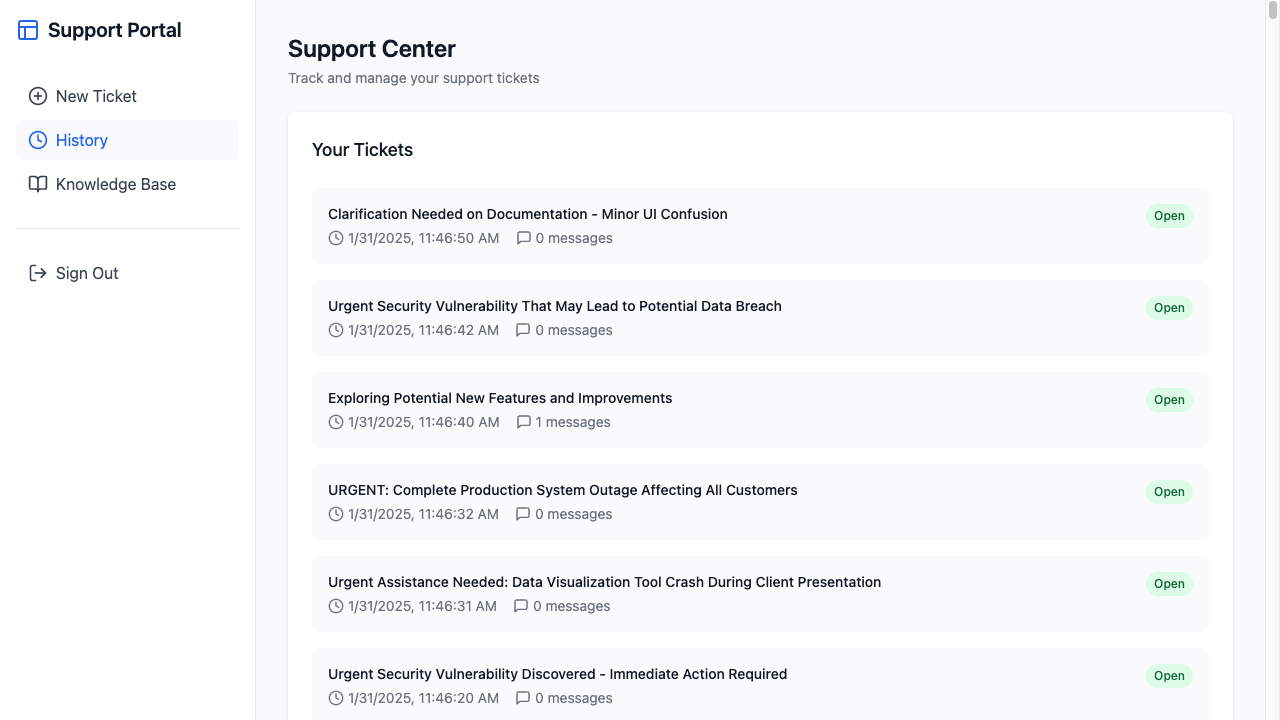 Support Portal
New Ticket
History
Knowledge Base
Sign Out
Support Center
Track and manage your support tickets
Your Tickets
Clarification Needed on Documentation - Minor UI Confusion
Open
1/31/2025, 11:46:50 AM 0 messages
Urgent Security Vulnerability That May Lead to Potential Data Breach
Open
1/31/2025, 11:46:42 AM 0 messages
Exploring Potential New Features and Improvements
Open
1/31/2025, 11:46:40 AM 1 messages
URGENT: Complete Production System Outage Affecting All Customers
Open
1/31/2025, 11:46:32 AM 0 messages
Urgent Assistance Needed: Data Visualization Tool Crash During Client Presentation
Open
1/31/2025, 11:46:31 AM 0 messages
Urgent Security Vulnerability Discovered - Immediate Action Required
Open
1/31/2025, 11:46:20 AM 0 messages